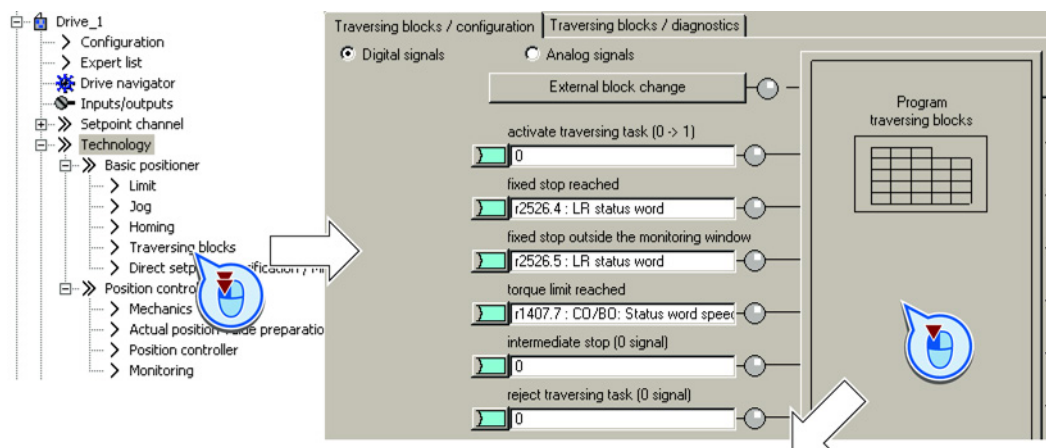 Drive_1
Configuration
Expert list
Drive navigator
Inputs/outputs
Setpoint channel
Technology
Basic positioner
Limit
Jog
Homing
Traversing blocks
Direct
Position
Mechanics
Actual position preparatio
Position controller
Monitoring
Traversing blocks / configuration
Traversing blocks / diagnostics
Digital signals
Analog signals
External block change
activate traversing task (0 -> 1)
0
fixed stop reached
r2526.4 : LR status word
fixed stop outside the monitoring window
r2526.5 : LR status word
torque limit reached
r1407.7 : CO/BO: Status word speec
intermediate stop (0 signal)
0
reject traversing task (0 signal)
0
Program
traversing blocks